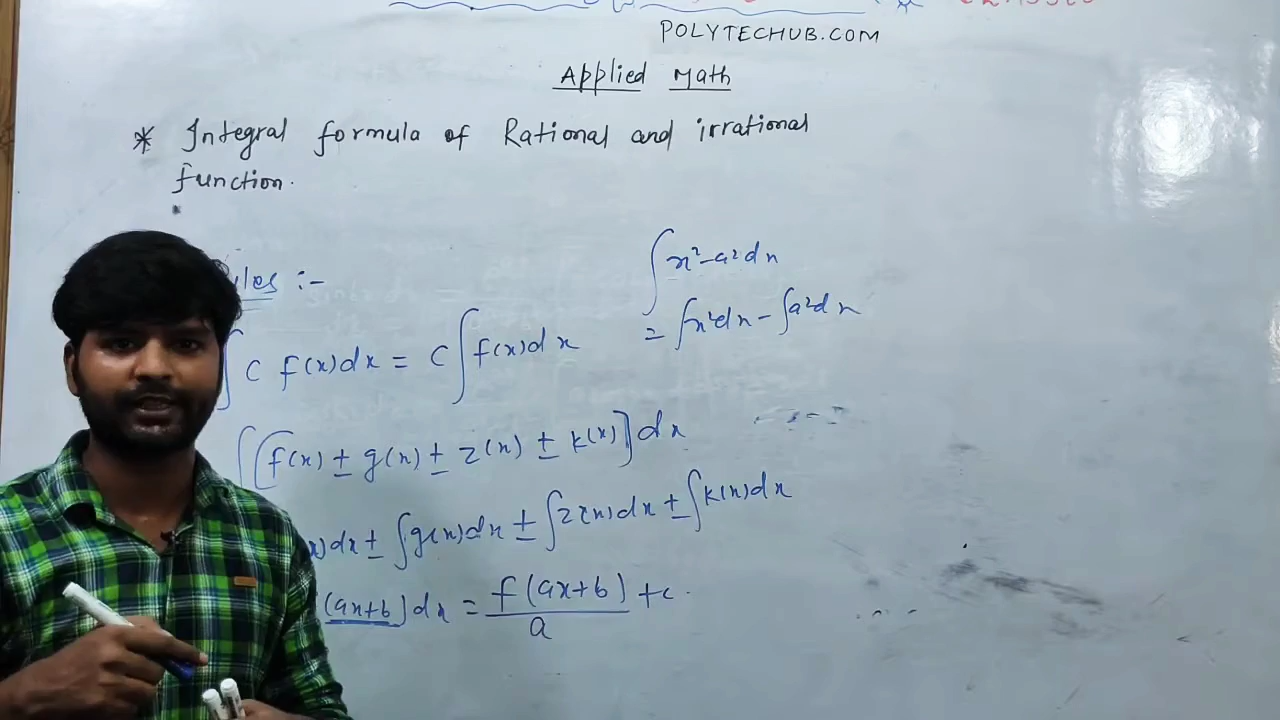 POLYTECHUB.COM
Applied Math
* Integral formula of Rational and irrational
function.
:-
∫x²-a²dx
= ∫x²dx - ∫a²dx
∫ c f(x)dx = c ∫f(x)dx
∫[f(x) ± g(x) ± z(x) ± k(x)]dx
x)dx ± ∫g(x)dx ± ∫z(x)dx ± ∫k(x)dx
(ax+b)dx = f(ax+b)/a +c.